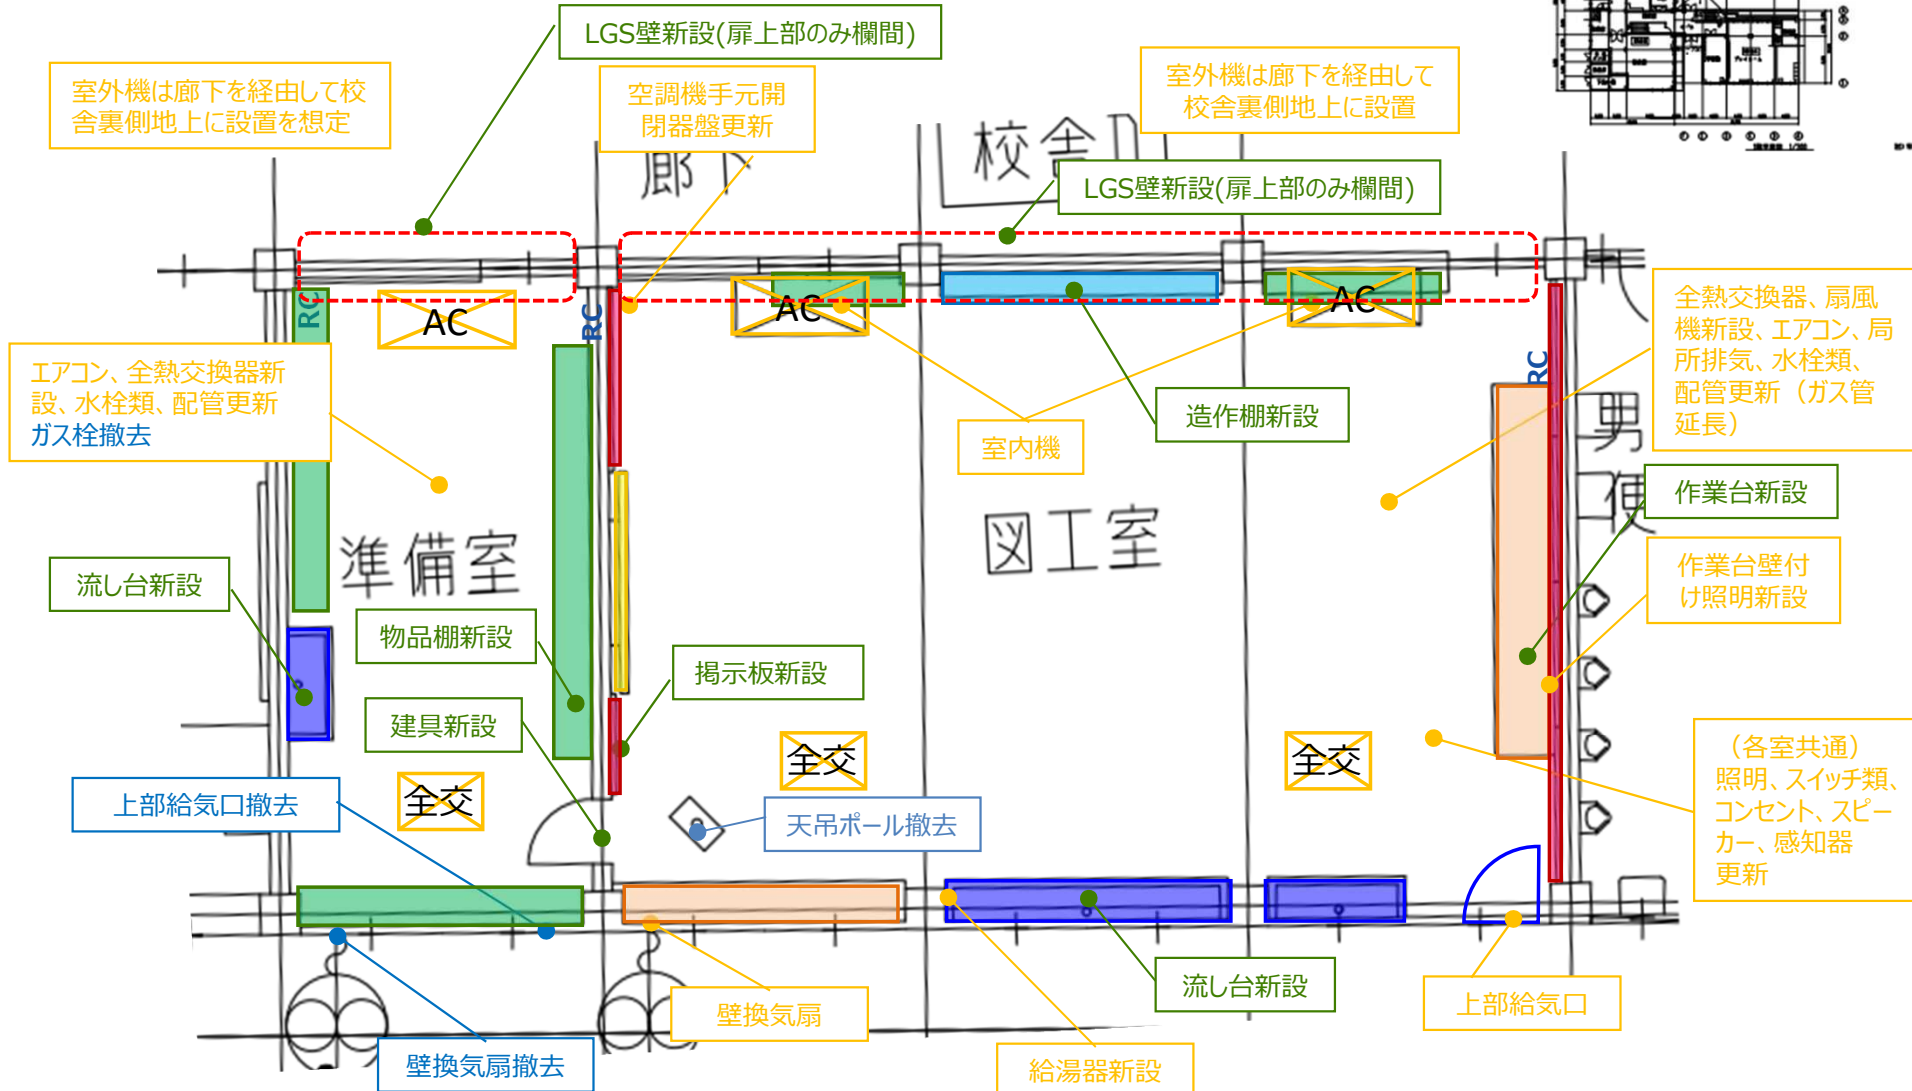 LGS壁新設(扉上部のみ欄間)
室外機は廊下を経由して校
舎裏側地上に設置を想定
空調機手元開
閉器盤更新
室外機は廊下を経由して
校舎裏側地上に設置
廊下
校舎
LGS壁新設(扉上部のみ欄間)
RC
AC
RC
AC
AC
RC
全熱交換器、扇風
機新設、エアコン、局
所排気、水栓類、
配管更新（ガス管
延長）
エアコン、全熱交換器新
設、水栓類、配管更新
ガス栓撤去
造作棚新設
室内機
男
便
作業台新設
準備室
図工室
流し台新設
作業台壁付
け照明新設
物品棚新設
掲示板新設
建具新設
全交
全交
全交
（各室共通）
照明、スイッチ類、
コンセント、スピー
カー、感知器
更新
上部給気口撤去
天吊ポール撤去
流し台新設
壁換気扇
上部給気口
壁換気扇撤去
給湯器新設